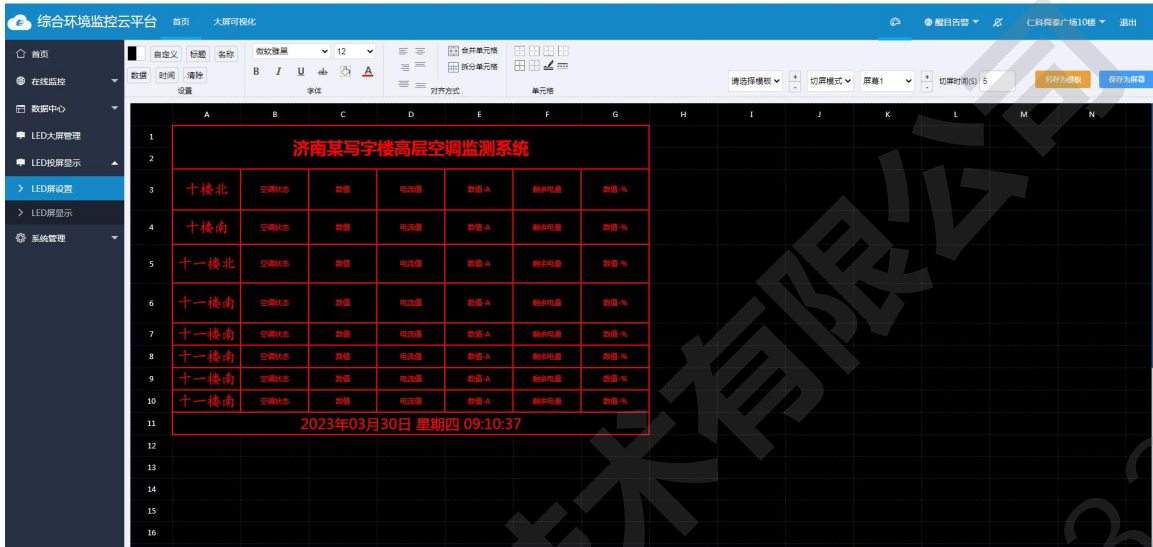 综合环境监控云平台 首页 大屏可视化 醒目告警 仁科舜泰广场10楼 退出
首页
在线监控
数据中心
LED大屏管理
LED投屏显示
LED屏设置
LED屏显示
系统管理
自定义 标题 名称 微软雅黑 12 合并单元格
数据 时间 清除 B I U ab A 拆分单元格
设置 字体 对齐方式 单元格
请选择模板 + - 切屏模式 屏幕1 + - 切屏时间(S) 5 另存为模板 保存为屏幕
A B C D E F G H I J K L M N
1
2
济南某写字楼高层空调监测系统
3 十楼北 空调状态 数值 电流值 数值-A 剩余电量 数值-%
4 十楼南 空调状态 数值 电流值 数值-A 剩余电量 数值-%
5 十一楼北 空调状态 数值 电流值 数值-A 剩余电量 数值-%
6 十一楼南 空调状态 数值 电流值 数值-A 剩余电量 数值-%
7 十一楼南 空调状态 数值 电流值 数值-A 剩余电量 数值-%
8 十一楼南 空调状态 数值 电流值 数值-A 剩余电量 数值-%
9 十一楼南 空调状态 数值 电流值 数值-A 剩余电量 数值-%
10 十一楼南 空调状态 数值 电流值 数值-A 剩余电量 数值-%
11 2023年03月30日 星期四 09:10:37
12
13
14
15
16
术有限公司